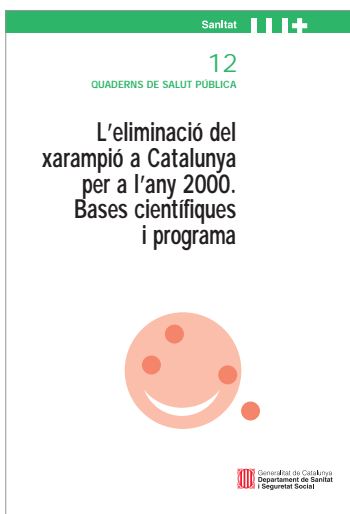 Sanitat
12
QUADERNS DE SALUT PÚBLICA
L'eliminació del
xarampió a Catalunya
per a l'any 2000.
Bases científiques
i programa
Generalitat de Catalunya
Departament de Sanitat
i Seguretat Social